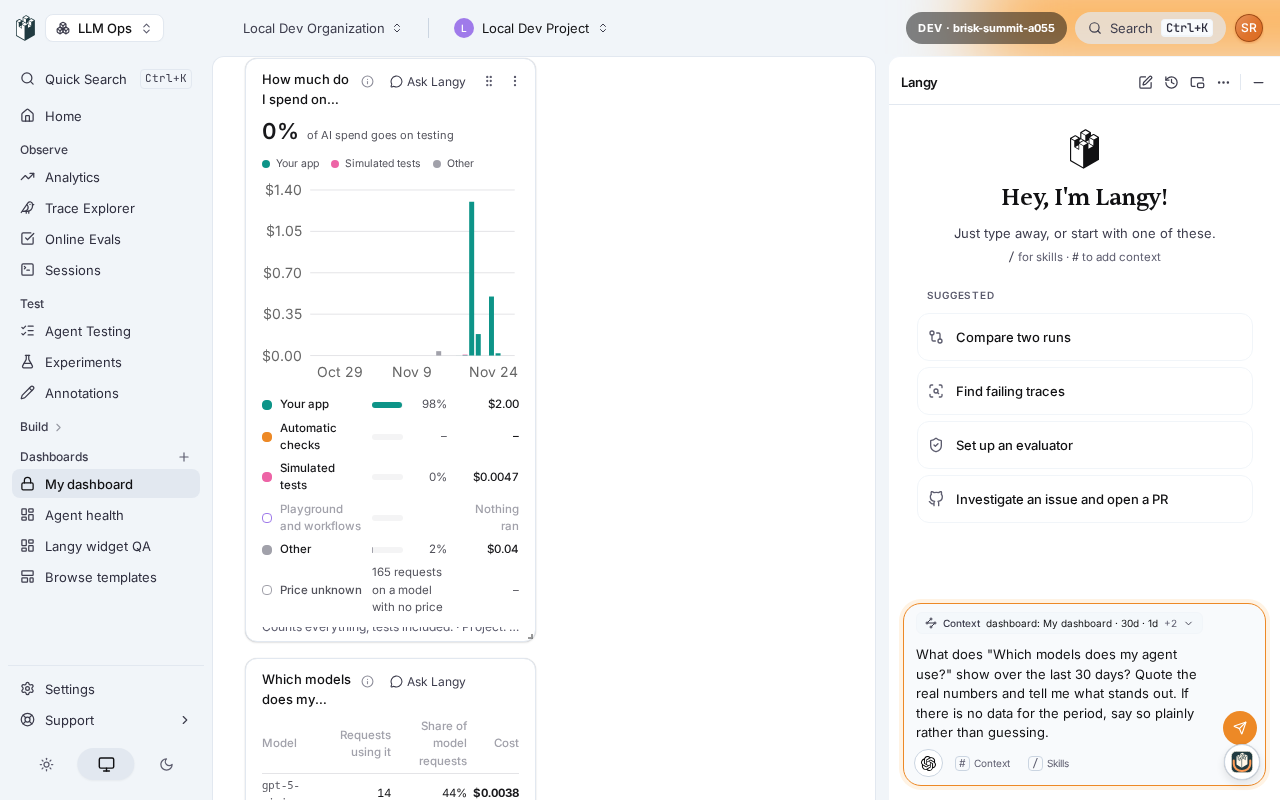 LLM Ops
Local Dev Organization
L
Local Dev Project
DEV · brisk-summit-a055
Search Ctrl+K
SR
Quick Search Ctrl+K
Home
Observe
Analytics
Trace Explorer
Online Evals
Sessions
Test
Agent Testing
Experiments
Annotations
Build
Dashboards
My dashboard
Agent health
Langy widget QA
Browse templates
Settings
Support
How much do
I spend on...
Ask Langy
0% of AI spend goes on testing
Your app Simulated tests Other
$1.40
$1.05
$0.70
$0.35
$0.00
Oct 29 Nov 9 Nov 24
Your app 98% $2.00
Automatic
checks – –
Simulated
tests 0% $0.0047
Playground
and workflows
Nothing
ran
Other 2% $0.04
Price unknown
165 requests
on a model
with no price
–
Counts everything, tests included. · Project: ...
Which models
does my...
Ask Langy
Model
Requests
using it
Share of
model
requests
Cost
gpt-5-
14 44% $0.0038
Langy
Hey, I'm Langy!
Just type away, or start with one of these.
/ for skills · # to add context
SUGGESTED
Compare two runs
Find failing traces
Set up an evaluator
Investigate an issue and open a PR
Context dashboard: My dashboard · 30d · 1d +2
What does "Which models does my agent
use?" show over the last 30 days? Quote the
real numbers and tell me what stands out. If
there is no data for the period, say so plainly
rather than guessing.
# Context / Skills